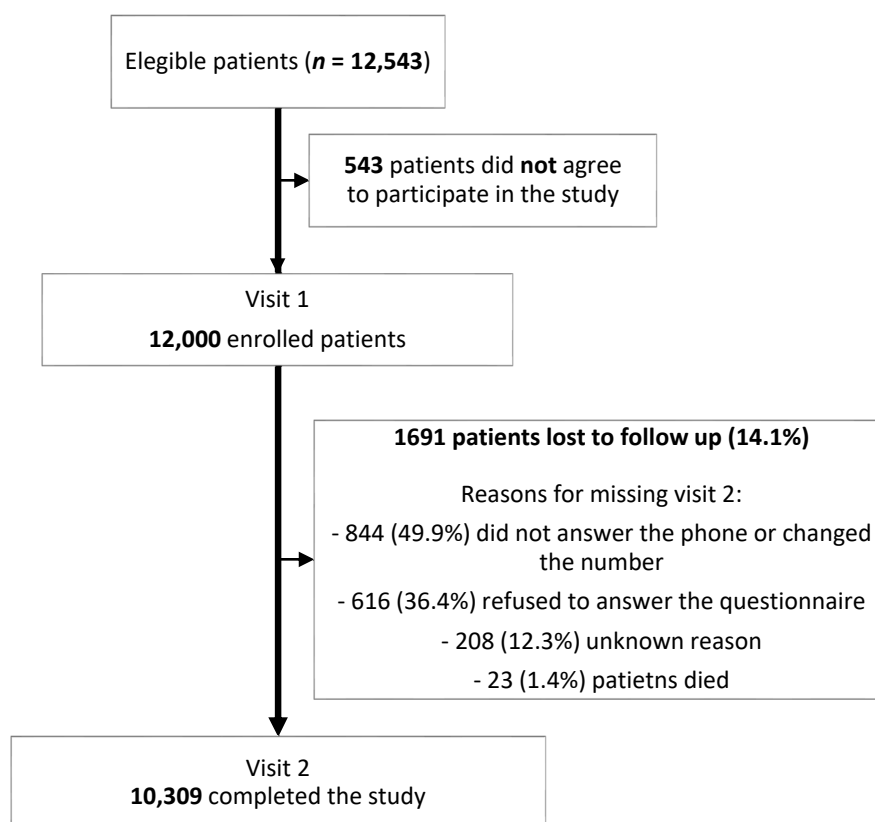 Elegible patients (n = 12,543)
543 patients did not agree
to participate in the study
Visit 1
12,000 enrolled patients
1691 patients lost to follow up (14.1%)
Reasons for missing visit 2:
- 844 (49.9%) did not answer the phone or changed
the number
- 616 (36.4%) refused to answer the questionnaire
- 208 (12.3%) unknown reason
- 23 (1.4%) patietns died
Visit 2
10,309 completed the study